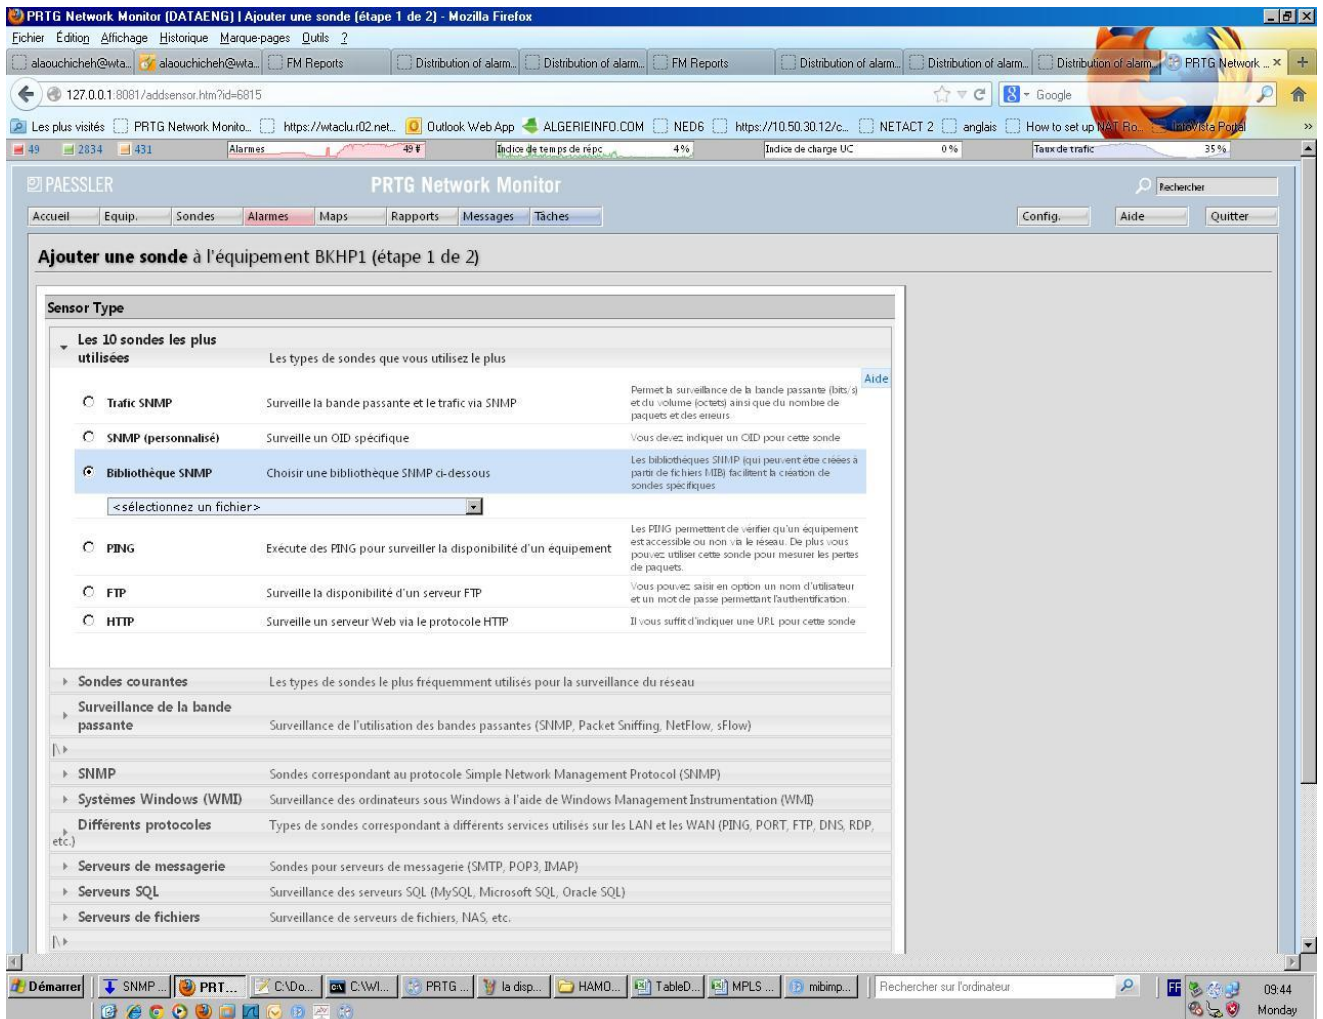 PRTG Network Monitor (DATAENG) | Ajouter une sonde (étape 1 de 2) - Mozilla Firefox
Fichier Édition Affichage Historique Marque-pages Outils ?
alaouchicheh@wta... alaouchicheh@wta... FM Reports Distribution of alarm... Distribution of alarm... FM Reports Distribution of alarm... Distribution of alarm... Distribution of alarm... PRTG Network ... × +
127.0.0.1:8081/addsensor.htm?id=6815 Google
Les plus visités PRTG Network Monito... https://wtaclu.r02.net... Outlook Web App ALGERIEINFO.COM NED6 https://10.50.30.12/c... NETACT 2 anglais How to set up NAT Ro... InfoVista Portal »
49 2834 431 Alarmes 49 # Indice de temps de répc 4 % Indice de charge UC 0 % Taux de trafic 35 %
PAESSLER PRTG Network Monitor Rechercher
Accueil Equip. Sondes Alarmes Maps Rapports Messages Tâches Config. Aide Quitter
Ajouter une sonde à l'équipement BKHP1 (étape 1 de 2)
Sensor Type
Les 10 sondes les plus
utilisées Les types de sondes que vous utilisez le plus
Aide
Trafic SNMP Surveille la bande passante et le trafic via SNMP Permet la surveillance de la bande passante (bits/s)
et du volume (octets) ainsi que du nombre de
paquets et des erreurs
SNMP (personnalisé) Surveille un OID spécifique Vous devez indiquer un OID pour cette sonde
Bibliothèque SNMP Choisir une bibliothèque SNMP ci-dessous Les bibliothèques SNMP (qui peuvent être créées à
partir de fichiers MIB) facilitent la création de
sondes spécifiques
<sélectionnez un fichier>
PING Exécute des PING pour surveiller la disponibilité d'un équipement Les PING permettent de vérifier qu'un équipement
est accessible ou non via le réseau. De plus vous
pouvez utiliser cette sonde pour mesurer les pertes
de paquets.
FTP Surveille la disponibilité d'un serveur FTP Vous pouvez saisir en option un nom d'utilisateur
et un mot de passe permettant l'authentification.
HTTP Surveille un serveur Web via le protocole HTTP Il vous suffit d'indiquer une URL pour cette sonde
Sondes courantes Les types de sondes le plus fréquemment utilisés pour la surveillance du réseau
Surveillance de la bande
passante Surveillance de l'utilisation des bandes passantes (SNMP, Packet Sniffing, NetFlow, sFlow)
|\
SNMP Sondes correspondant au protocole Simple Network Management Protocol (SNMP)
Systèmes Windows (WMI) Surveillance des ordinateurs sous Windows à l'aide de Windows Management Instrumentation (WMI)
Différents protocoles Types de sondes correspondant à différents services utilisés sur les LAN et les WAN (PING, PORT, FTP, DNS, RDP,
etc.)
Serveurs de messagerie Sondes pour serveurs de messagerie (SMTP, POP3, IMAP)
Serveurs SQL Surveillance des serveurs SQL (MySQL, Microsoft SQL, Oracle SQL)
Serveurs de fichiers Surveillance de serveurs de fichiers, NAS, etc.
|\
Démarrer SNMP ... PRT... C:\Do... C:\WI... PRTG ... la disp... HAMO... TableD... MPLS ... mibimp... Rechercher sur l'ordinateur FF 09:44
Monday